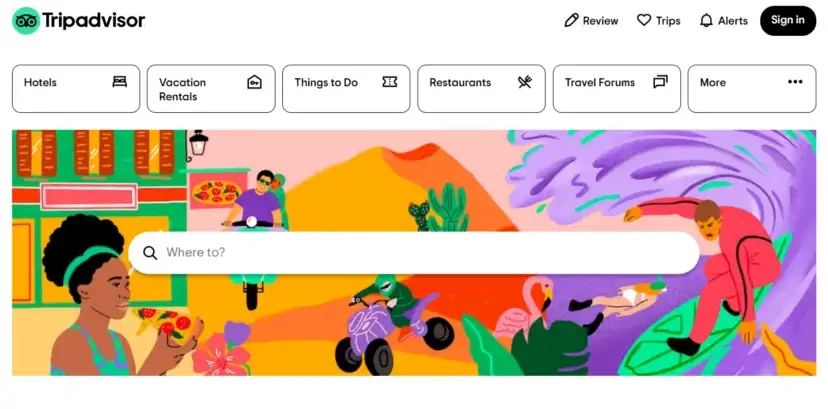 Tripadvisor
Review
Trips
Alerts
Sign in
Hotels
Vacation
Rentals
Things to Do
Restaurants
Travel Forums
More
Where to?